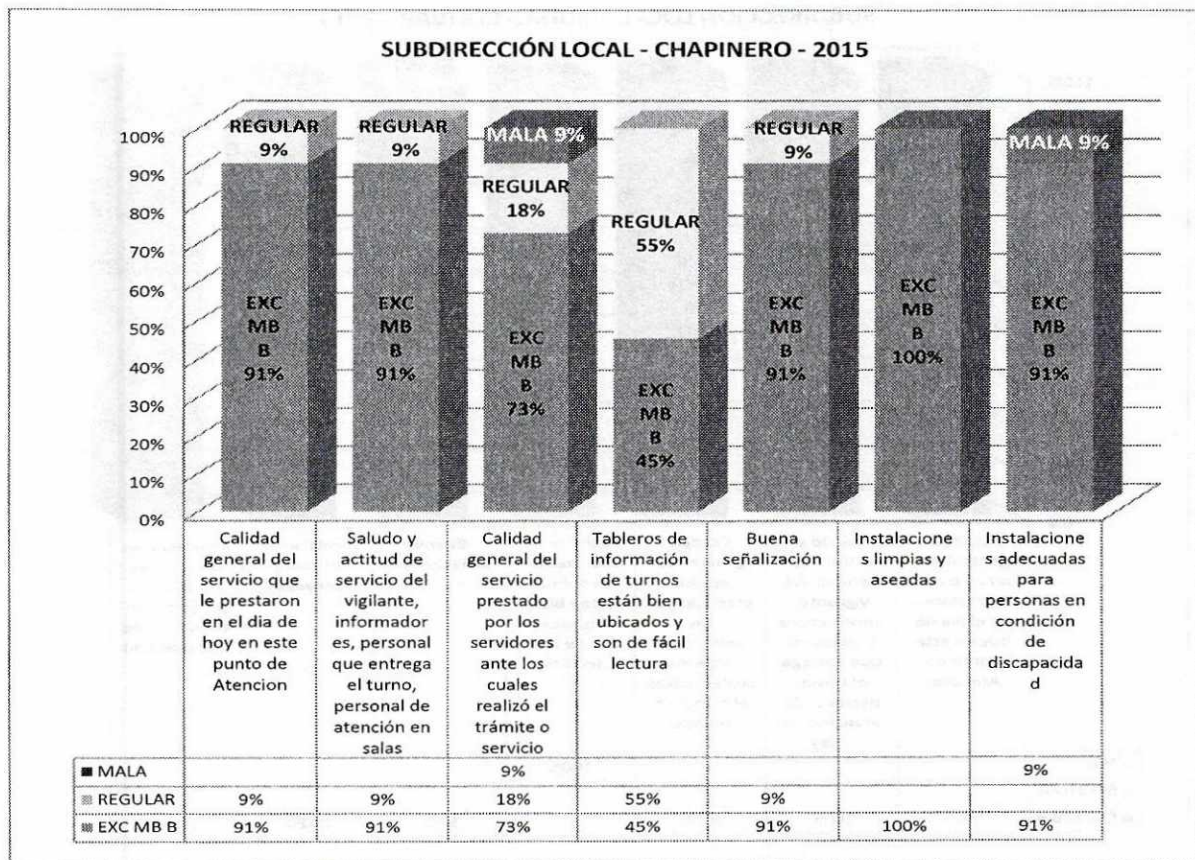 SUBDIRECCIÓN LOCAL - CHAPINERO - 2015
100%
90%
80%
70%
60%
50%
40%
30%
20%
10%
0%
REGULAR
9%
EXC
MB
B
91%
REGULAR
9%
EXC
MB
B
91%
MALA 9%
REGULAR
18%
EXC
MB
B
73%
REGULAR
55%
EXC
MB
B
45%
REGULAR
9%
EXC
MB
B
91%
EXC
MB
B
100%
MALA 9%
EXC
MB
B
91%
Calidad
general del
servicio que
le prestaron
en el dia de
hoy en este
punto de
Atencion
Saludo y
actitud de
servicio del
vigilante,
informador
es, personal
que entrega
el turno,
personal de
atención en
salas
Calidad
general del
servicio
prestado
por los
servidores
ante los
cuales
realizó el
trámite o
servicio
Tableros de
información
de turnos
están bien
ubicados y
son de fácil
lectura
Buena
señalización
Instalacione
s limpias y
aseadas
Instalacione
s adecuadas
para
personas en
condición
de
discapacida
d
MALA 9% 9%
REGULAR 9% 9% 18% 55% 9%
EXC MB B 91% 91% 73% 45% 91% 100% 91%